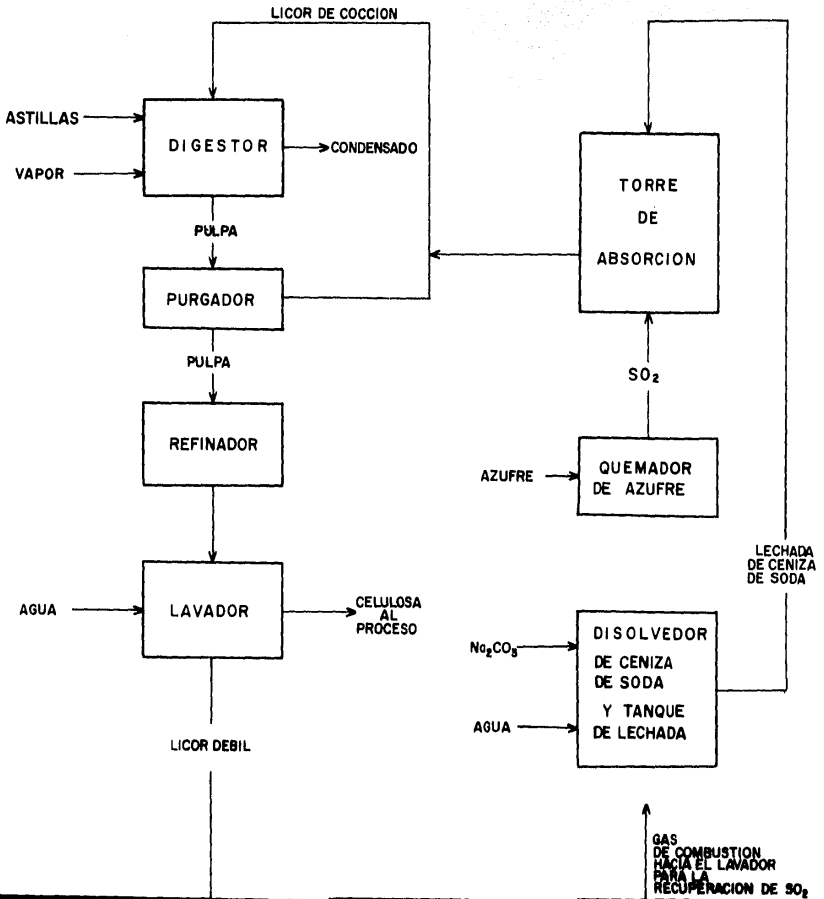 LICOR DE COCCION
ASTILLAS
VAPOR
DIGESTOR
CONDENSADO
PULPA
PURGADOR
PULPA
REFINADOR
AGUA
LAVADOR
CELULOSA
AL
PROCESO
LICOR DEBIL
TORRE
DE
ABSORCION
SO₂
AZUFRE
QUEMADOR
DE AZUFRE
LECHADA
DE CENIZA
DE SODA
Na₂CO₃
AGUA
DISOLVEDOR
DE CENIZA
DE SODA
Y TANQUE
DE LECHADA
GAS
DE COMBUSTION
HACIA EL LAVADOR
PARA LA
RECUPERACION DE SO₂